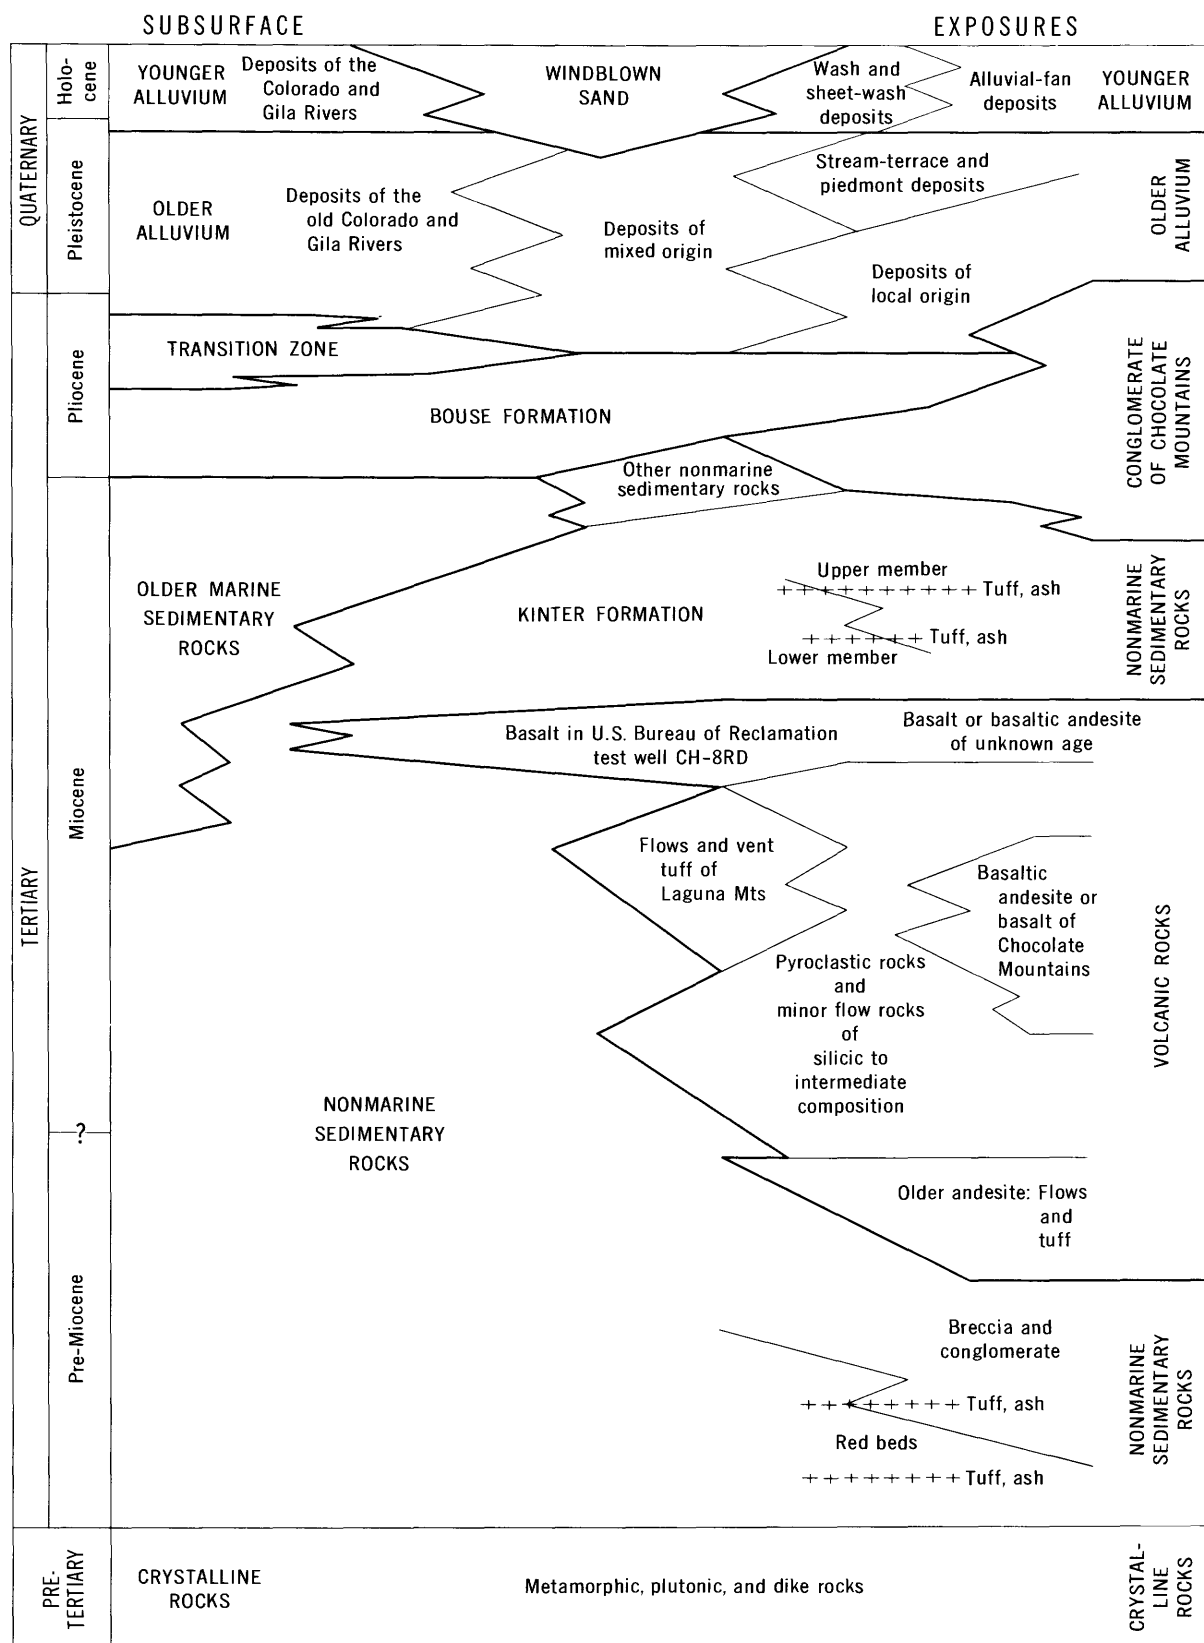 SUBSURFACE
EXPOSURES
QUATERNARY
Holo-
cene
YOUNGER
ALLUVIUM
Deposits of the
Colorado and
Gila Rivers
WINDBLOWN
SAND
Wash and
sheet-wash
deposits
Alluvial-fan
deposits
YOUNGER
ALLUVIUM
Pleistocene
OLDER
ALLUVIUM
Deposits of the
old Colorado and
Gila Rivers
Deposits of
mixed origin
Stream-terrace and
piedmont deposits
Deposits of
local origin
OLDER
ALLUVIUM
TERTIARY
Pliocene
TRANSITION ZONE
BOUSE FORMATION
Other nonmarine
sedimentary rocks
CONGLOMERATE
OF CHOCOLATE
MOUNTAINS
Miocene
OLDER MARINE
SEDIMENTARY
ROCKS
KINTER FORMATION
Upper member
Tuff, ash
Tuff, ash
Lower member
NONMARINE
SEDIMENTARY
ROCKS
Basalt in U.S. Bureau of Reclamation
test well CH-8RD
Basalt or basaltic andesite
of unknown age
Flows and vent
tuff of
Laguna Mts
Basaltic
andesite or
basalt of
Chocolate
Mountains
Pyroclastic rocks
and
minor flow rocks
of
silicic to
intermediate
composition
VOLCANIC ROCKS
?
NONMARINE
SEDIMENTARY
ROCKS
Older andesite: Flows
and
tuff
Pre-Miocene
Breccia and
conglomerate
Tuff, ash
Red beds
Tuff, ash
NONMARINE
SEDIMENTARY
ROCKS
PRE-
TERTIARY
CRYSTALLINE
ROCKS
Metamorphic, plutonic, and dike rocks
CRYSTAL-
LINE
ROCKS